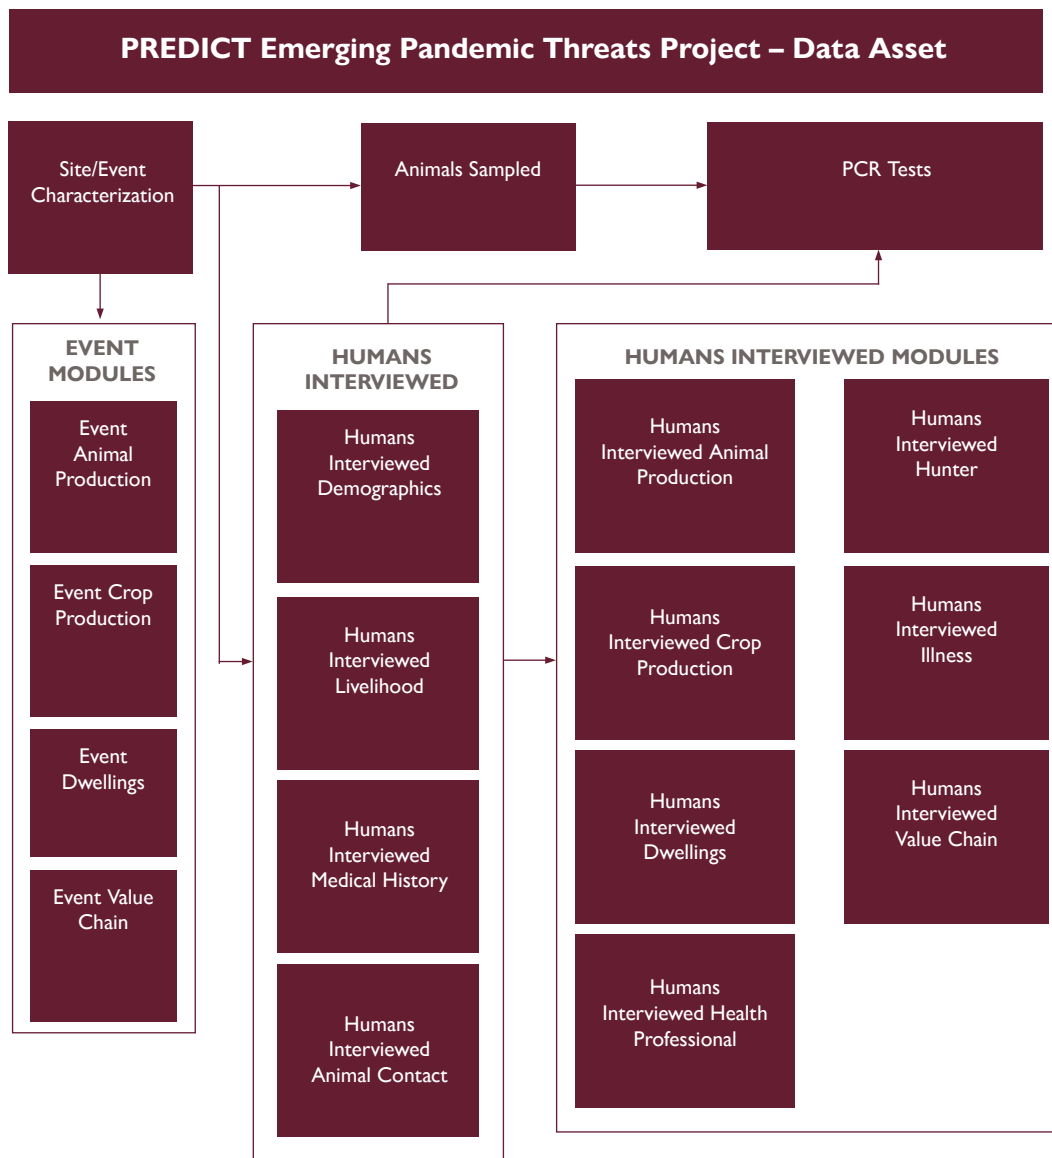 PREDICT Emerging Pandemic Threats Project – Data Asset
Site/Event
Characterization
Animals Sampled
PCR Tests
EVENT
MODULES
Event
Animal
Production
Event Crop
Production
Event
Dwellings
Event Value
Chain
HUMANS
INTERVIEWED
Humans
Interviewed
Demographics
Humans
Interviewed
Livelihood
Humans
Interviewed
Medical History
Humans
Interviewed
Animal Contact
HUMANS INTERVIEWED MODULES
Humans
Interviewed Animal
Production
Humans
Interviewed
Hunter
Humans
Interviewed Crop
Production
Humans
Interviewed
Illness
Humans
Interviewed
Dwellings
Humans
Interviewed
Value Chain
Humans
Interviewed Health
Professional